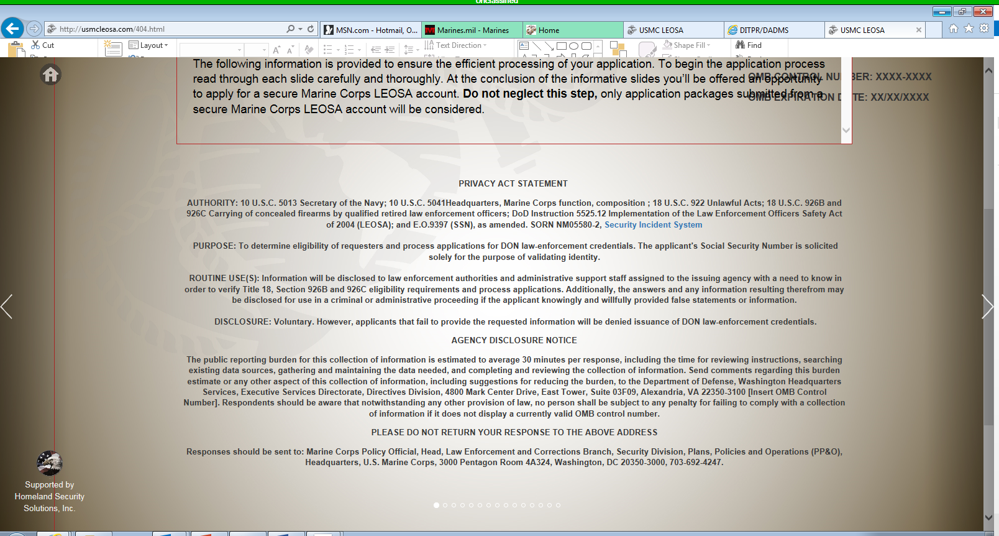 Unclassified
http://usmcleosa.com/404.html
MSN.com - Hotmail, O...
Marines.mil - Marines
Home
USMC LEOSA
DITPR/DADMS
USMC LEOSA
Cut
Layout
Text Direction
Shape Fill
Find
The following information is provided to ensure the efficient processing of your application. To begin the application process
read through each slide carefully and thoroughly. At the conclusion of the informative slides you'll be offered an opportunity
to apply for a secure Marine Corps LEOSA account. Do not neglect this step, only application packages submitted from a
secure Marine Corps LEOSA account will be considered.
OMB CONTROL NUMBER: XXXX-XXXX
OMB EXPIRATION DATE: XX/XX/XXXX
PRIVACY ACT STATEMENT
AUTHORITY: 10 U.S.C. 5013 Secretary of the Navy; 10 U.S.C. 5041Headquarters, Marine Corps function, composition ; 18 U.S.C. 922 Unlawful Acts; 18 U.S.C. 926B and
926C Carrying of concealed firearms by qualified retired law enforcement officers; DoD Instruction 5525.12 Implementation of the Law Enforcement Officers Safety Act
of 2004 (LEOSA); and E.O.9397 (SSN), as amended. SORN NM05580-2, Security Incident System
PURPOSE: To determine eligibility of requesters and process applications for DON law-enforcement credentials. The applicant's Social Security Number is solicited
solely for the purpose of validating identity.
ROUTINE USE(S): Information will be disclosed to law enforcement authorities and administrative support staff assigned to the issuing agency with a need to know in
order to verify Title 18, Section 926B and 926C eligibility requirements and process applications. Additionally, the answers and any information resulting therefrom may
be disclosed for use in a criminal or administrative proceeding if the applicant knowingly and willfully provided false statements or information.
DISCLOSURE: Voluntary. However, applicants that fail to provide the requested information will be denied issuance of DON law-enforcement credentials.
AGENCY DISCLOSURE NOTICE
The public reporting burden for this collection of information is estimated to average 30 minutes per response, including the time for reviewing instructions, searching
existing data sources, gathering and maintaining the data needed, and completing and reviewing the collection of information. Send comments regarding this burden
estimate or any other aspect of this collection of information, including suggestions for reducing the burden, to the Department of Defense, Washington Headquarters
Services, Executive Services Directorate, Directives Division, 4800 Mark Center Drive, East Tower, Suite 03F09, Alexandria, VA 22350-3100 [Insert OMB Control
Number]. Respondents should be aware that notwithstanding any other provision of law, no person shall be subject to any penalty for failing to comply with a collection
of information if it does not display a currently valid OMB control number.
PLEASE DO NOT RETURN YOUR RESPONSE TO THE ABOVE ADDRESS
Responses should be sent to: Marine Corps Policy Official, Head, Law Enforcement and Corrections Branch, Security Division, Plans, Policies and Operations (PP&O),
Headquarters, U.S. Marine Corps, 3000 Pentagon Room 4A324, Washington, DC 20350-3000, 703-692-4247.
Supported by
Homeland Security
Solutions, Inc.